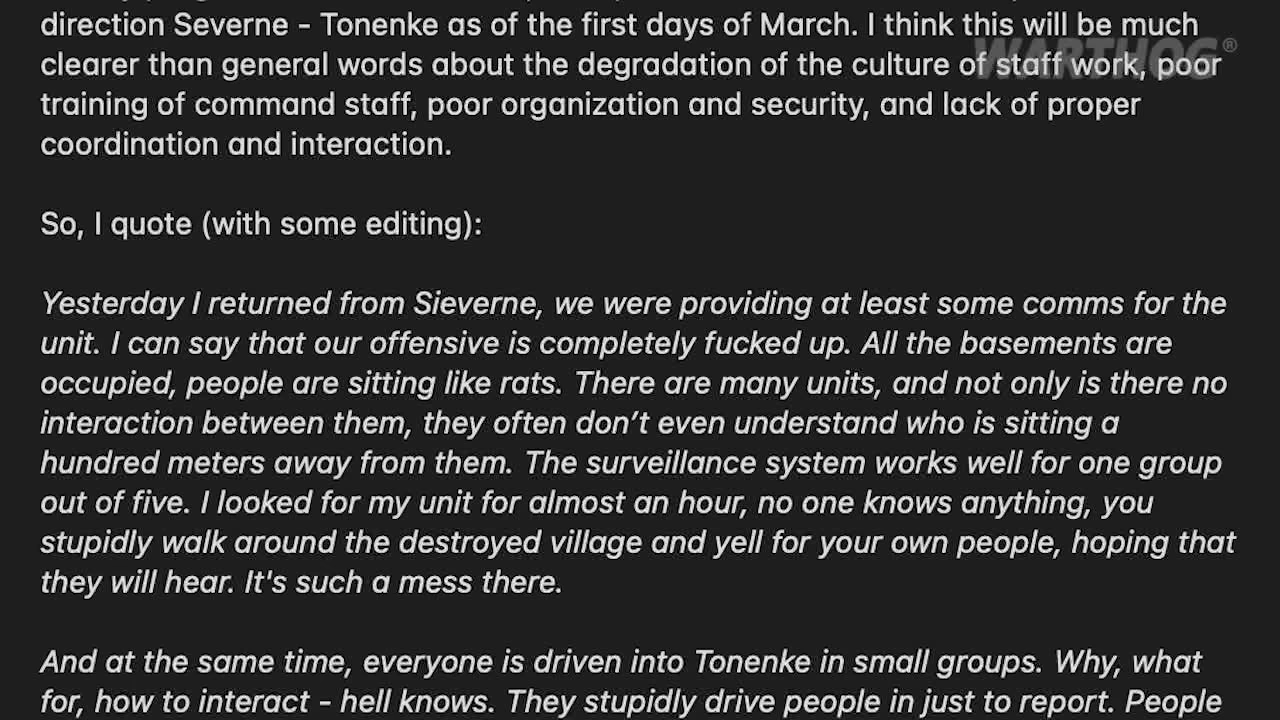 direction Severne - Tonenke as of the first days of March. I think this will be much
clearer than general words about the degradation of the culture of staff work, poor
training of command staff, poor organization and security, and lack of proper
coordination and interaction.
WARTHOG®
So, I quote (with some editing):
Yesterday I returned from Sieverne, we were providing at least some comms for the
unit. I can say that our offensive is completely fucked up. All the basements are
occupied, people are sitting like rats. There are many units, and not only is there no
interaction between them, they often don’t even understand who is sitting a
hundred meters away from them. The surveillance system works well for one group
out of five. I looked for my unit for almost an hour, no one knows anything, you
stupidly walk around the destroyed village and yell for your own people, hoping that
they will hear. It's such a mess there.
And at the same time, everyone is driven into Tonenke in small groups. Why, what
for, how to interact - hell knows. They stupidly drive people in just to report. People